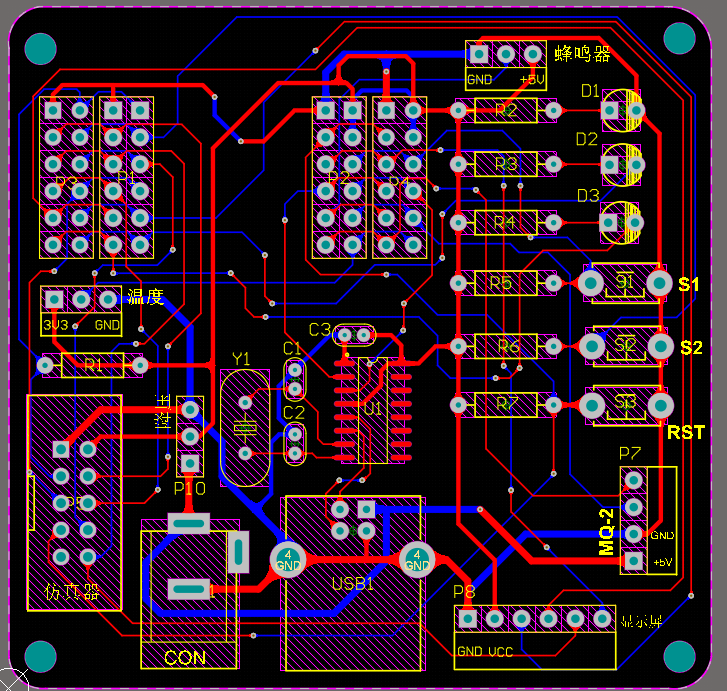 蜂鸣器
GND +5V
D1
R2
D2
P3 P1 P2 P4
R3
D3
R4
R5 S1 S1
温度
3V3 GND
C3
R6 S2 S2
Y1 C1
R1
R7 S3
U1
C2
RST
P7
P10
P5
MQ-2
GND
+5V
4
GND
4
GND
USB1
1
仿真器
P8
显示屏
GND VCC
CON